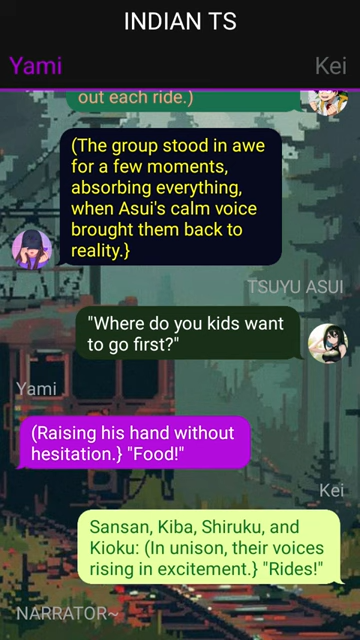 INDIAN TS
Yami
Kei
out each ride.)
(The group stood in awe
for a few moments,
absorbing everything,
when Asui's calm voice
brought them back to
reality.}
TSUYU ASUI
"Where do you kids want
to go first?"
Yami
(Raising his hand without
hesitation.} "Food!"
Kei
Sansan, Kiba, Shiruku, and
Kioku: (In unison, their voices
rising in excitement.} "Rides!"
NARRATOR~